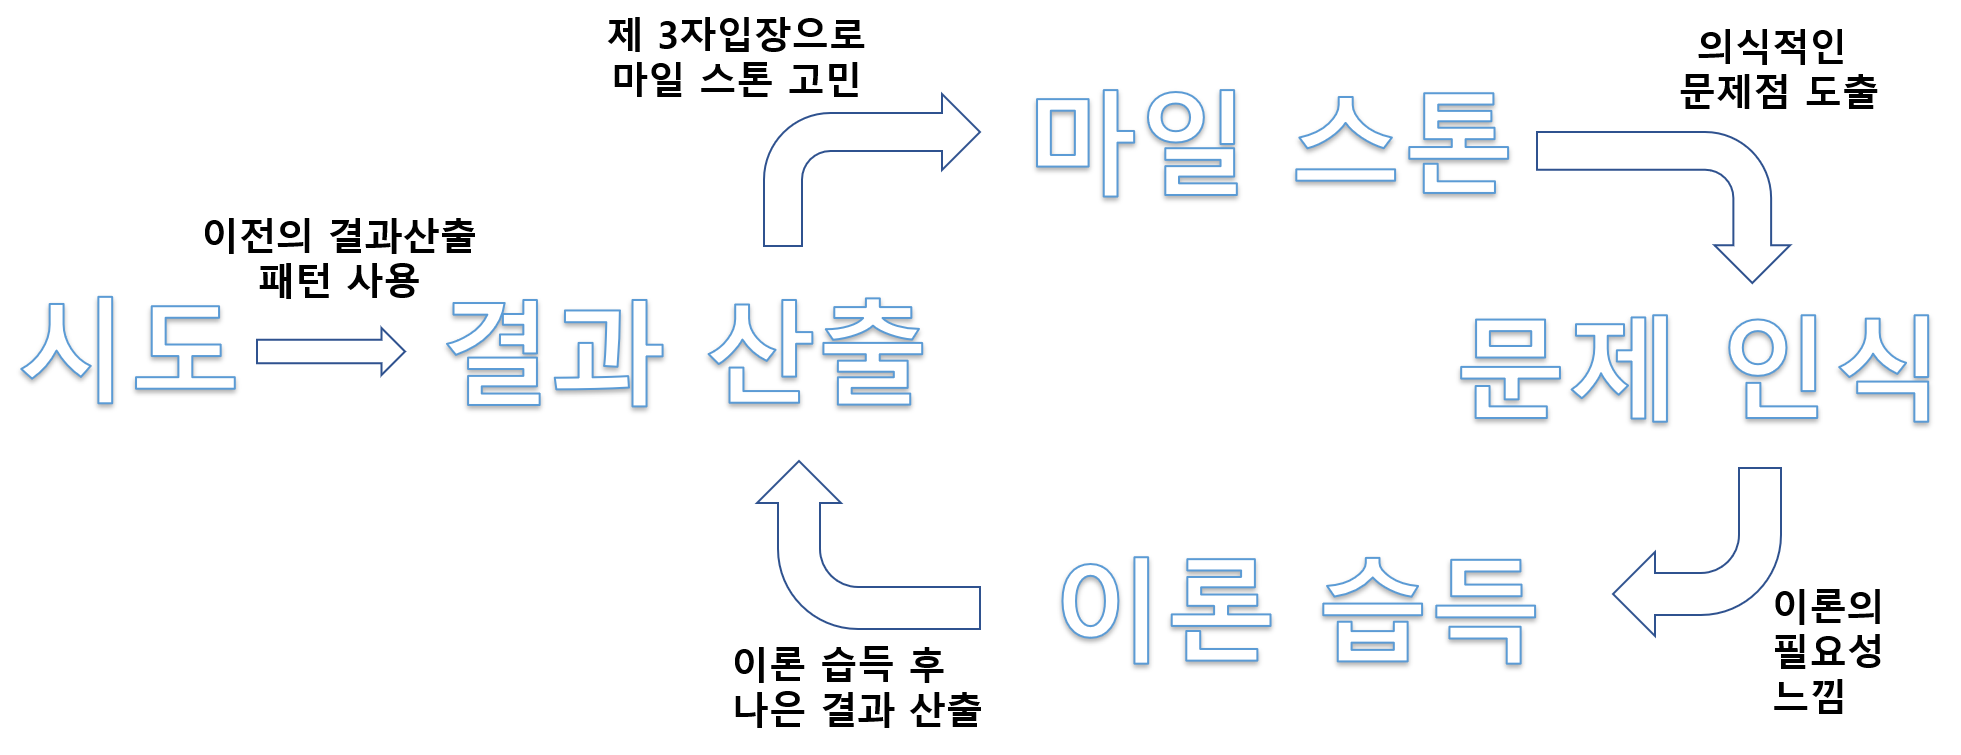 제 3자입장으로
마일 스톤 고민
의식적인
문제점 도출
마일 스톤
이전의 결과산출
패턴 사용
시도
결과 산출
문제 인식
이론 습득
이론의
필요성
느낌
이론 습득 후
나은 결과 산출